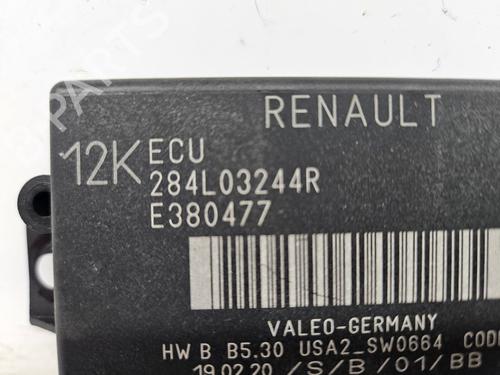 RENAULT
12K ECU
284L03244R
E380477
VALEO-GERMANY
HW B B5.30 USA2_SW0664 CODE
19.02.20 /S/B/01/BB